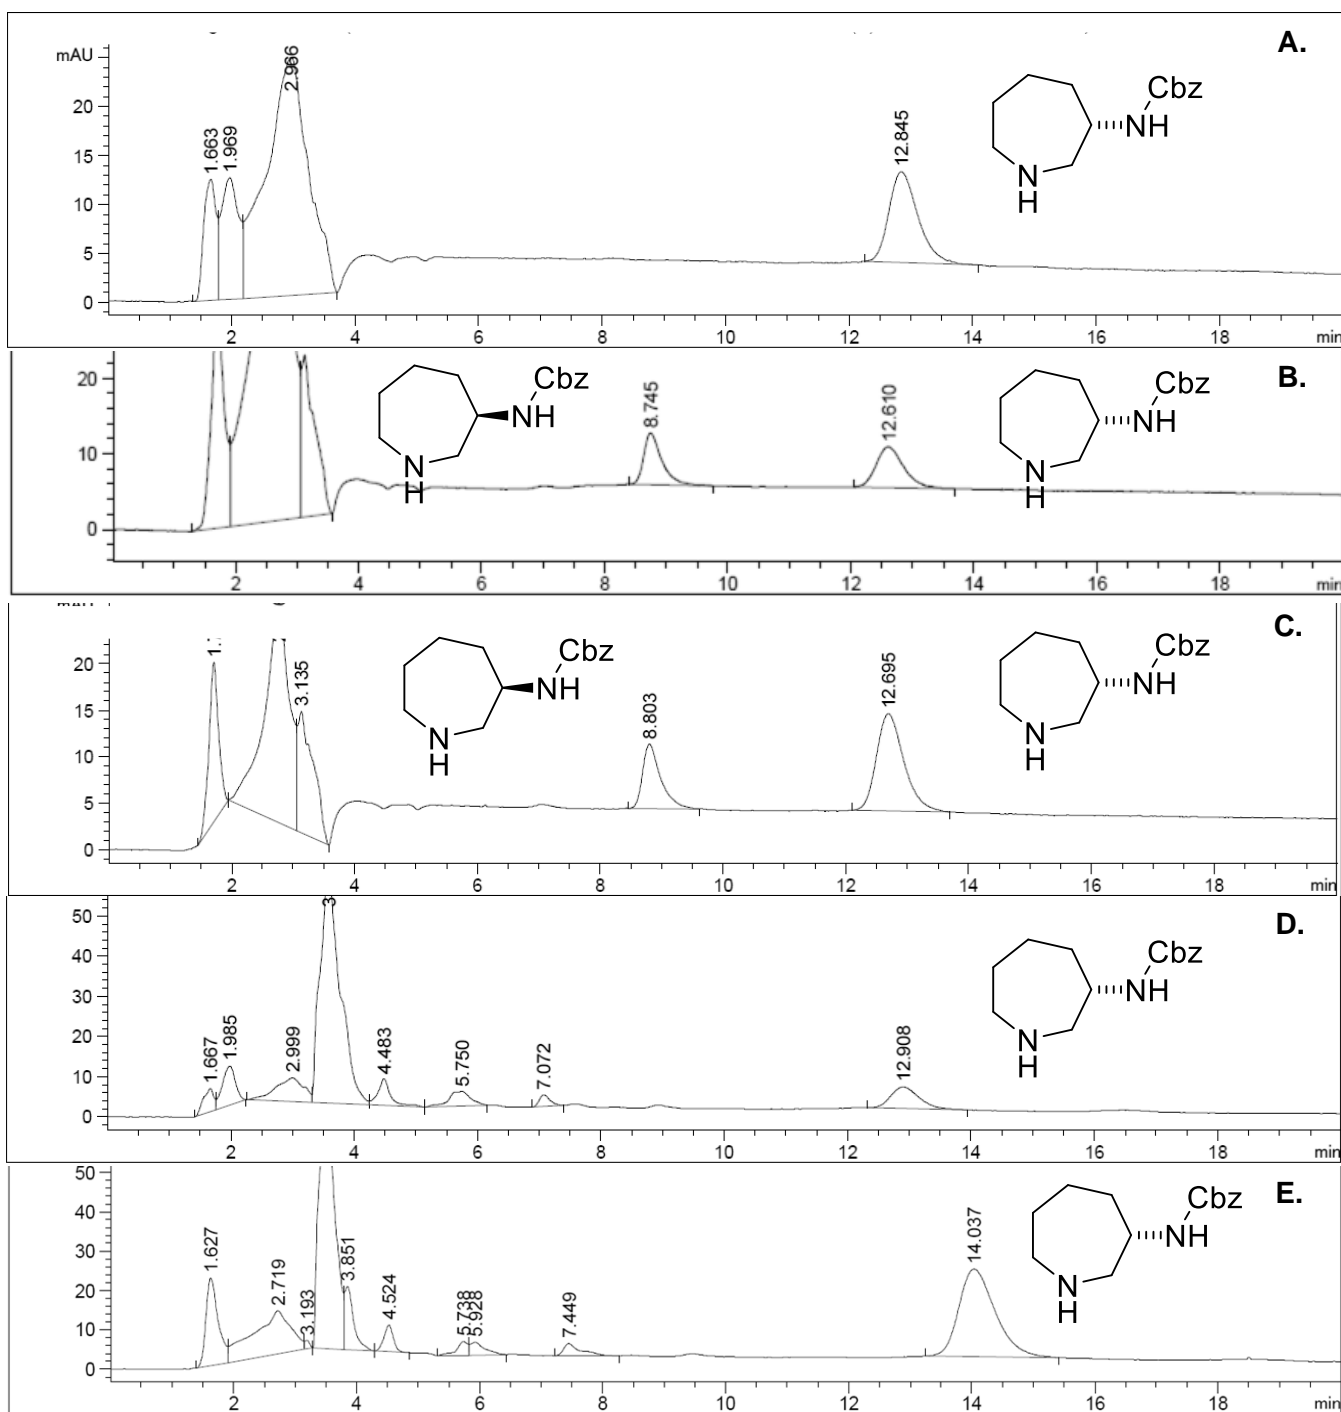 A.
mAU
2.966
1.663
1.969
12.845
Cbz
NH
N
H
20
15
10
5
0
2 4 6 8 10 12 14 16 18 min
B.
Cbz
NH
N
H
8.745
12.610
Cbz
NH
N
H
20
10
0
2 4 6 8 10 12 14 16 18 min
C.
3.135
Cbz
NH
N
H
8.803
12.695
Cbz
NH
N
H
20
15
10
5
0
2 4 6 8 10 12 14 16 18 min
D.
1.667
1.985
2.999
4.483
5.750
7.072
12.908
Cbz
NH
N
H
50
40
30
20
10
0
2 4 6 8 10 12 14 16 18 min
E.
1.627
2.719
3.193
3.851
4.524
5.738
5.928
7.449
14.037
Cbz
NH
N
H
50
40
30
20
10
0
2 4 6 8 10 12 14 16 18 min